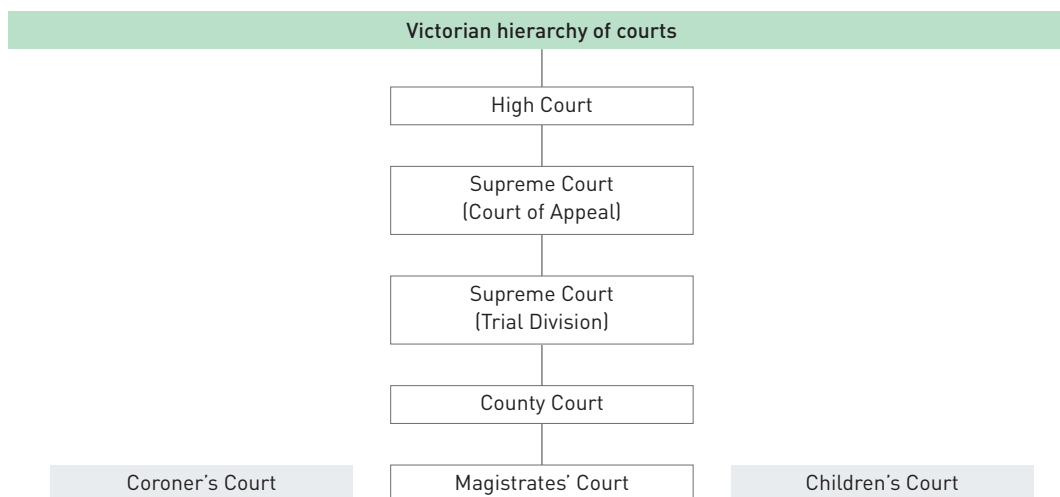 Victorian hierarchy of courts
High Court
Supreme Court
(Court of Appeal)
Supreme Court
(Trial Division)
County Court
Coroner's Court
Magistrates' Court
Children's Court